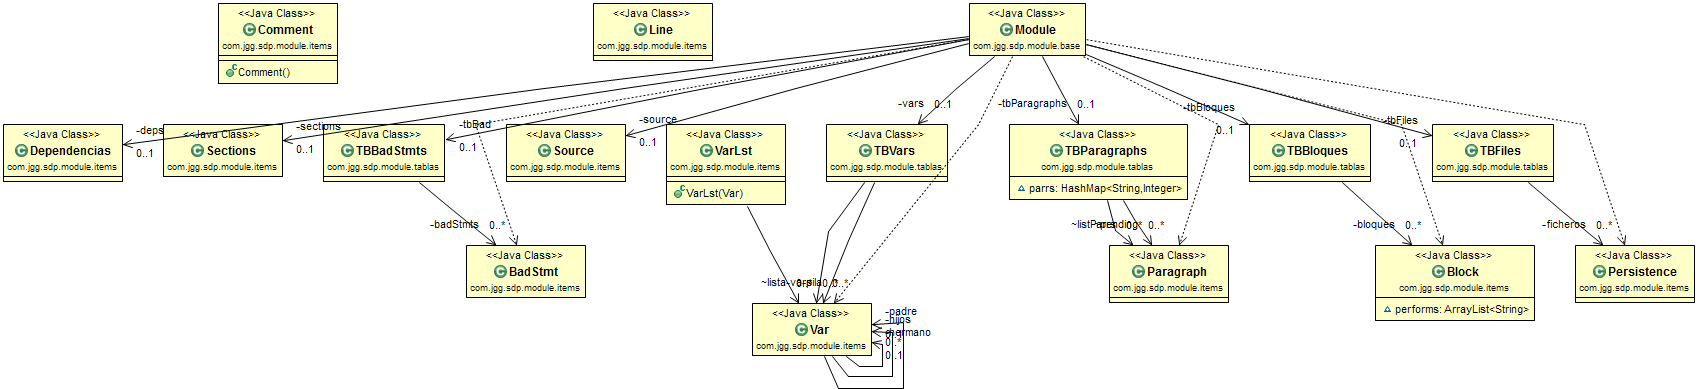 <<Java Class>>
Comment
com.jgg.sdp.module.items
Comment()
<<Java Class>>
Line
com.jgg.sdp.module.items
<<Java Class>>
Module
com.jgg.sdp.module.base
-deps
0..1
-sections
0..1
-tbBad
0..1
-source
0..1
-vars
0..1
-tbParagraphs
0..1
-tbBloques
0..1
-tbFiles
0..1
<<Java Class>>
Dependencias
com.jgg.sdp.module.items
<<Java Class>>
Sections
com.jgg.sdp.module.items
<<Java Class>>
TBBadStmts
com.jgg.sdp.module.tablas
<<Java Class>>
Source
com.jgg.sdp.module.items
<<Java Class>>
VarLst
com.jgg.sdp.module.items
VarLst(Var)
<<Java Class>>
TBVars
com.jgg.sdp.module.tablas
<<Java Class>>
TBParagraphs
com.jgg.sdp.module.tablas
parrs: HashMap<String,Integer>
<<Java Class>>
TBBloques
com.jgg.sdp.module.tablas
<<Java Class>>
TBFiles
com.jgg.sdp.module.tablas
-badStmts
0..*
~lista
0..*
-bloques
0..*
-ficheros
0..*
<<Java Class>>
BadStmt
com.jgg.sdp.module.items
<<Java Class>>
Paragraph
com.jgg.sdp.module.items
<<Java Class>>
Block
com.jgg.sdp.module.items
performs: ArrayList<String>
<<Java Class>>
Persistence
com.jgg.sdp.module.items
<<Java Class>>
Var
com.jgg.sdp.module.items
-padre
-hijos
0..*
0..1